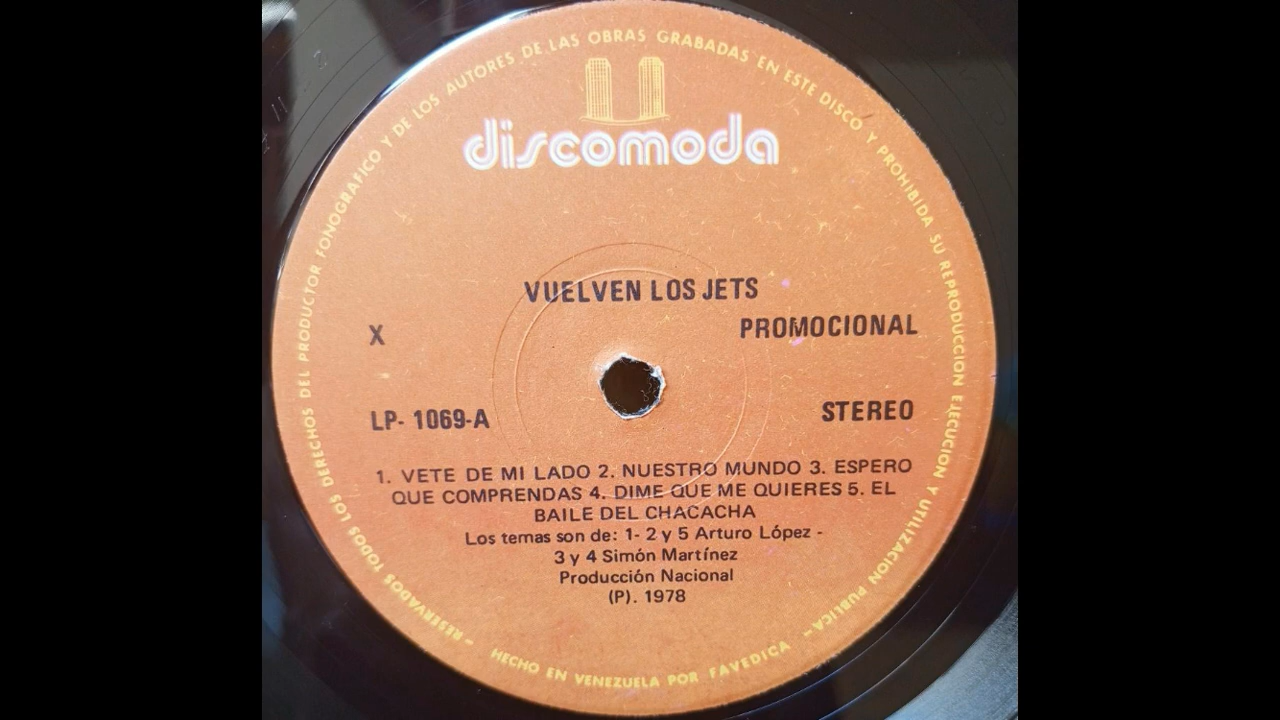 RESERVADOS TODOS LOS DERECHOS DEL PRODUCTOR FONOGRAFICO Y DE LOS AUTORES DE LAS OBRAS GRABADAS EN ESTE DISCO Y PROHIBIDA SU REPRODUCCION EJECUCION Y UTILIZACION PUBLICA -
discomoda
VUELVEN LOS JETS
X PROMOCIONAL
LP- 1069-A STEREO
1. VETE DE MI LADO 2. NUESTRO MUNDO 3. ESPERO
QUE COMPRENDAS 4. DIME QUE ME QUIERES 5. EL
BAILE DEL CHACACHA
Los temas son de: 1- 2 y 5 Arturo López -
3 y 4 Simón Martínez
Producción Nacional
(P). 1978
HECHO EN VENEZUELA POR FAVEDICA -